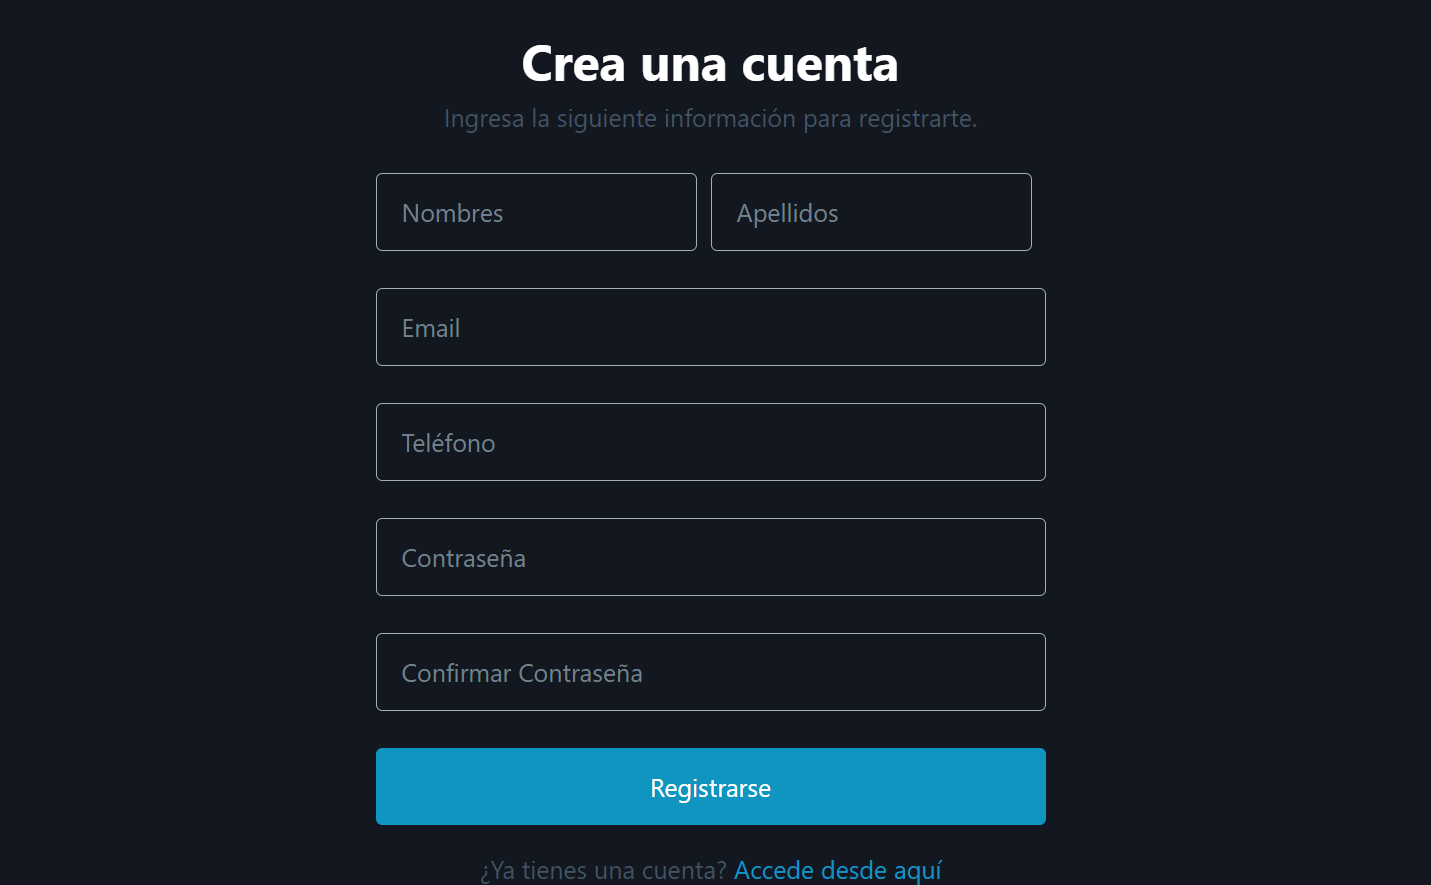 Crea una cuenta
Ingresa la siguiente información para registrarte.
Nombres Apellidos
Email
Teléfono
Contraseña
Confirmar Contraseña
Registrarse
¿Ya tienes una cuenta? Accede desde aquí